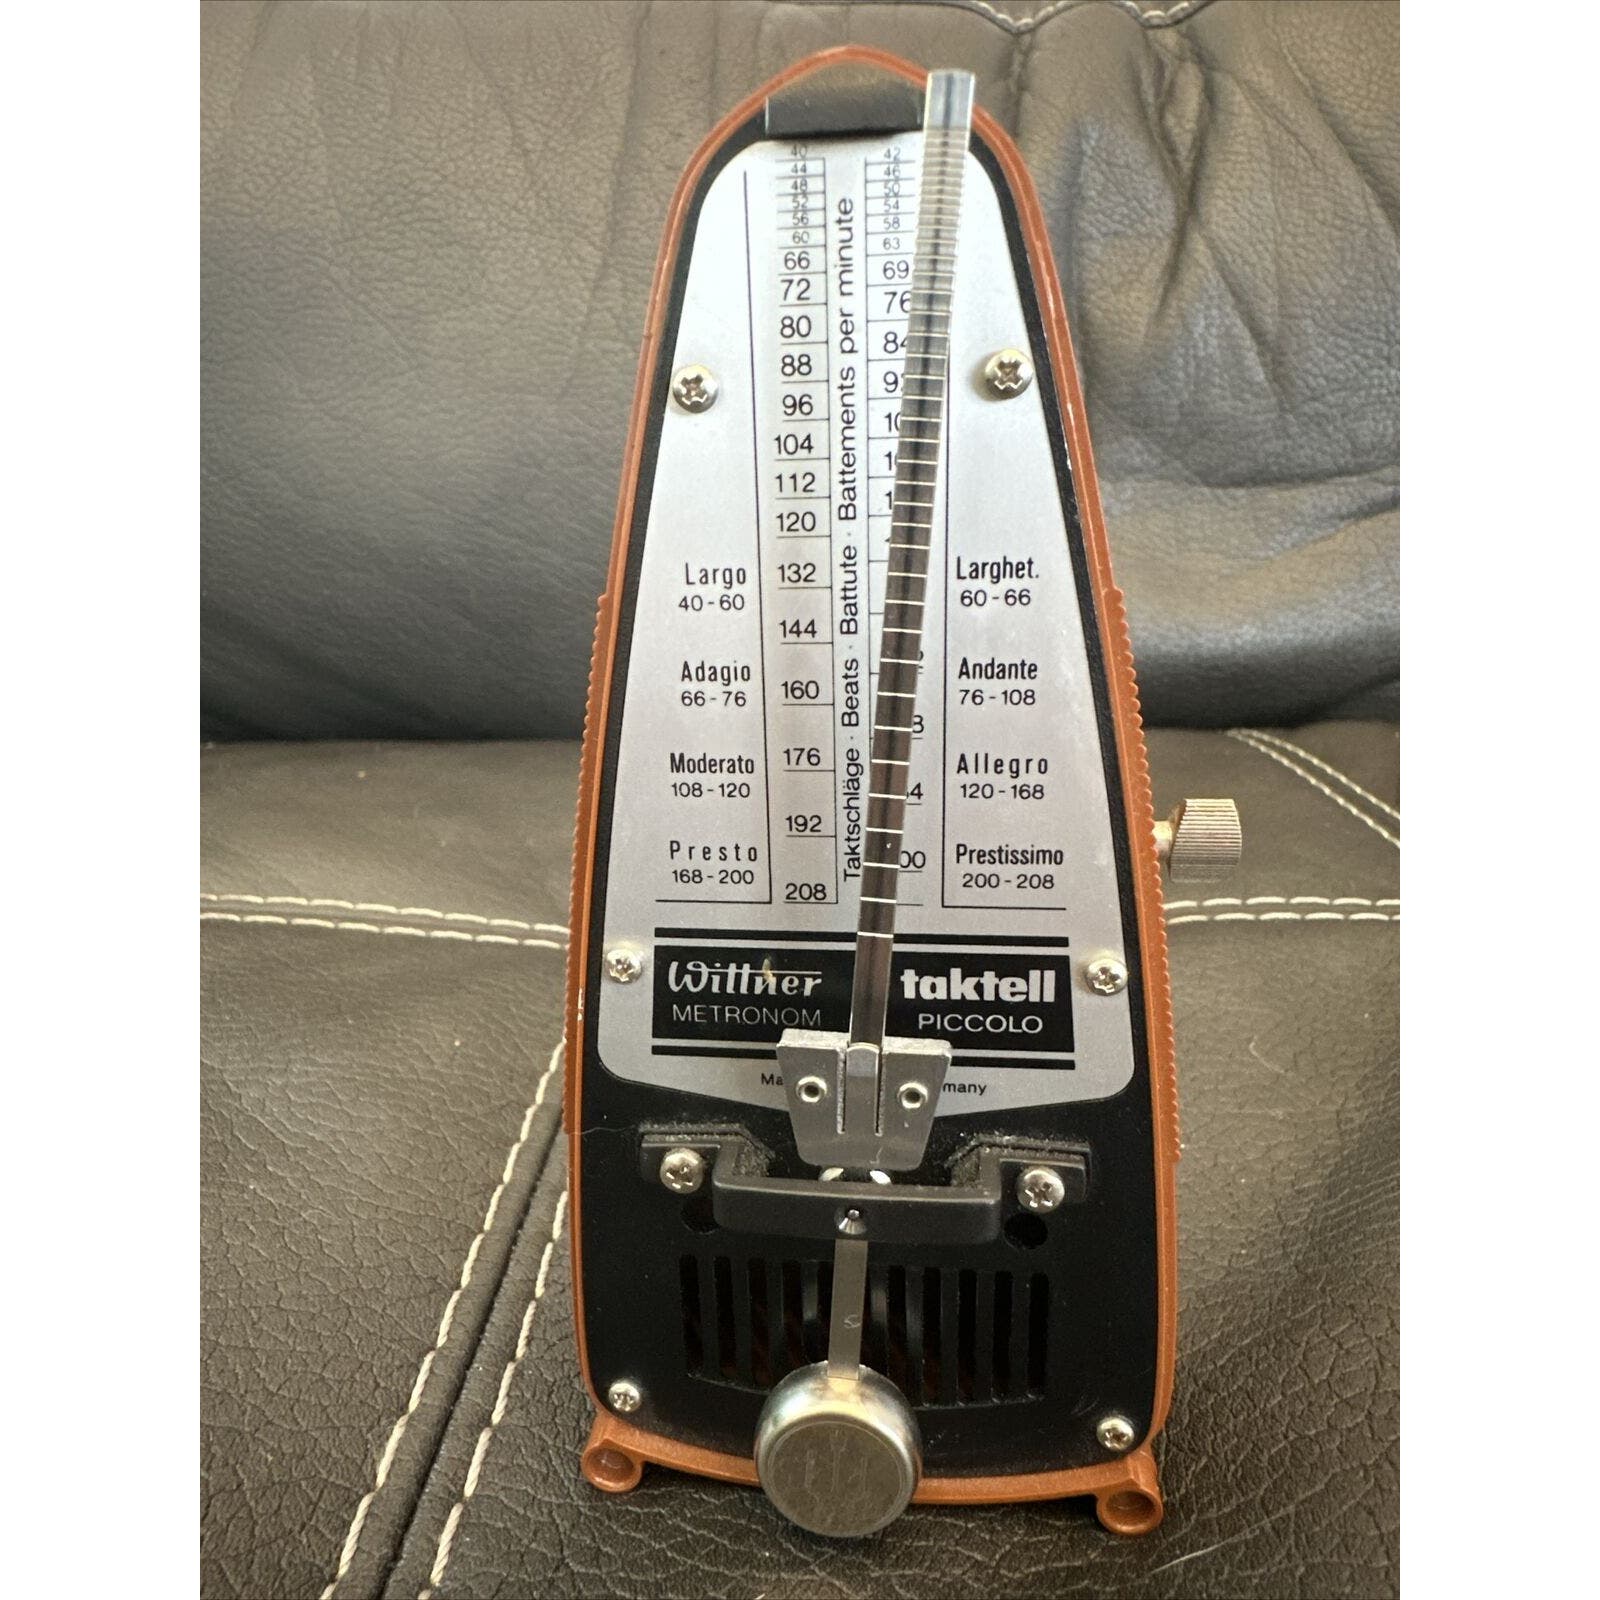 40
44
48
52
56
60
66
72
80
88
96
104
112
120
132
144
160
176
192
208
Taktschläge · Beats · Battute · Battements per minute
42
46
50
54
58
63
69
76
84
Largo
40 - 60
Adagio
66 - 76
Moderato
108 - 120
Presto
168 - 200
Larghet.
60 - 66
Andante
76 - 108
Allegro
120 - 168
Prestissimo
200 - 208
Wittner
METRONOM
taktell
PICCOLO